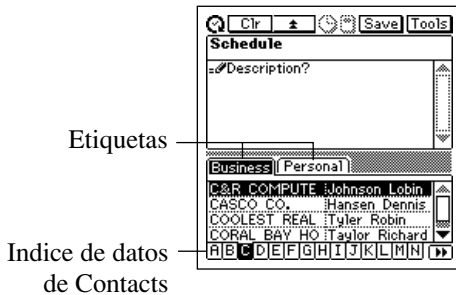 Clr Save Tools
Schedule
Description?
Etiquetas
Business Personal
C&R COMPUTE Johnson Lobin
CASCO CO. Hansen Dennis
COOLEST REAL Tyler Robin
CORAL BAY HO Taylor Richard
A B C D E F G H I J K L M N
Indice de datos
de Contacts